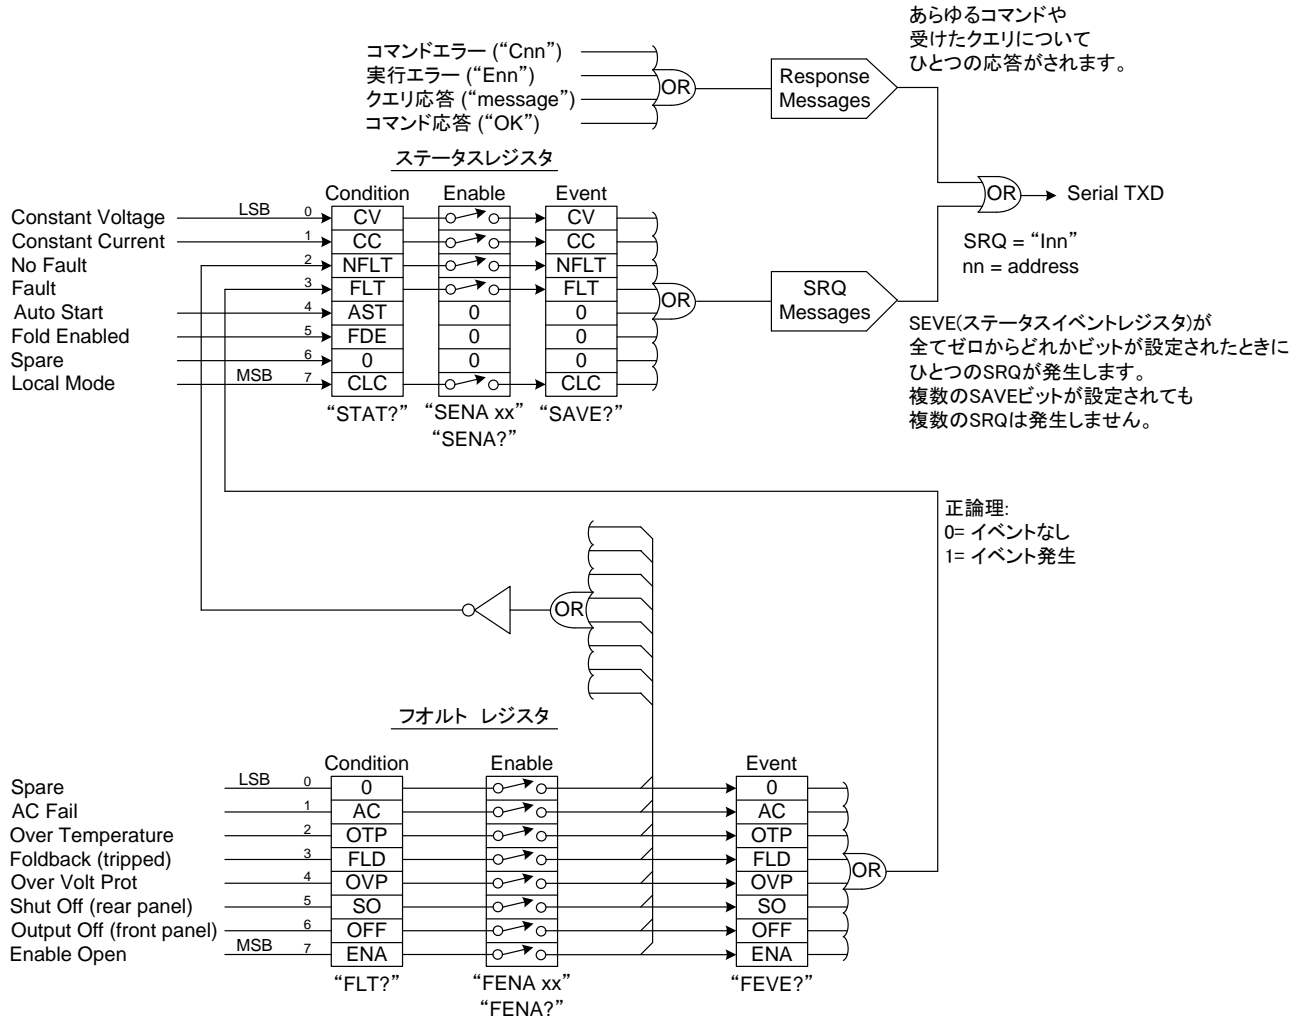 あらゆるコマンドや
受けたクエリについて
ひとつの応答がされます。
コマンドエラー (“Cnn”)
実行エラー (“Enn”)
クエリ応答 (“message”)
コマンド応答 (“OK”)
OR
Response
Messages
ステータスレジスタ
Condition Enable Event
OR
Serial TXD
Constant Voltage LSB 0 CV CV
Constant Current 1 CC CC
No Fault 2 NFLT NFLT
Fault 3 FLT FLT
Auto Start 4 AST 0 0
Fold Enabled 5 FDE 0 0
Spare 6 0 0 0
Local Mode MSB 7 CLC CLC
OR
SRQ
Messages
SRQ = “Inn”
nn = address
“STAT?” “SENA xx” “SAVE?”
“SENA?”
SEVE(ステータスイベントレジスタ)が
全てゼロからどれかビットが設定されたときに
ひとつのSRQが発生します。
複数のSAVEビットが設定されても
複数のSRQは発生しません。
正論理:
0= イベントなし
1= イベント発生
OR
フオルト レジスタ
Condition Enable Event
Spare LSB 0 0 0
AC Fail 1 AC AC
Over Temperature 2 OTP OTP
Foldback (tripped) 3 FLD FLD
Over Volt Prot 4 OVP OVP
Shut Off (rear panel) 5 SO SO
Output Off (front panel) 6 OFF OFF
Enable Open MSB 7 ENA ENA
OR
“FLT?” “FENA xx” “FEVE?”
“FENA?”